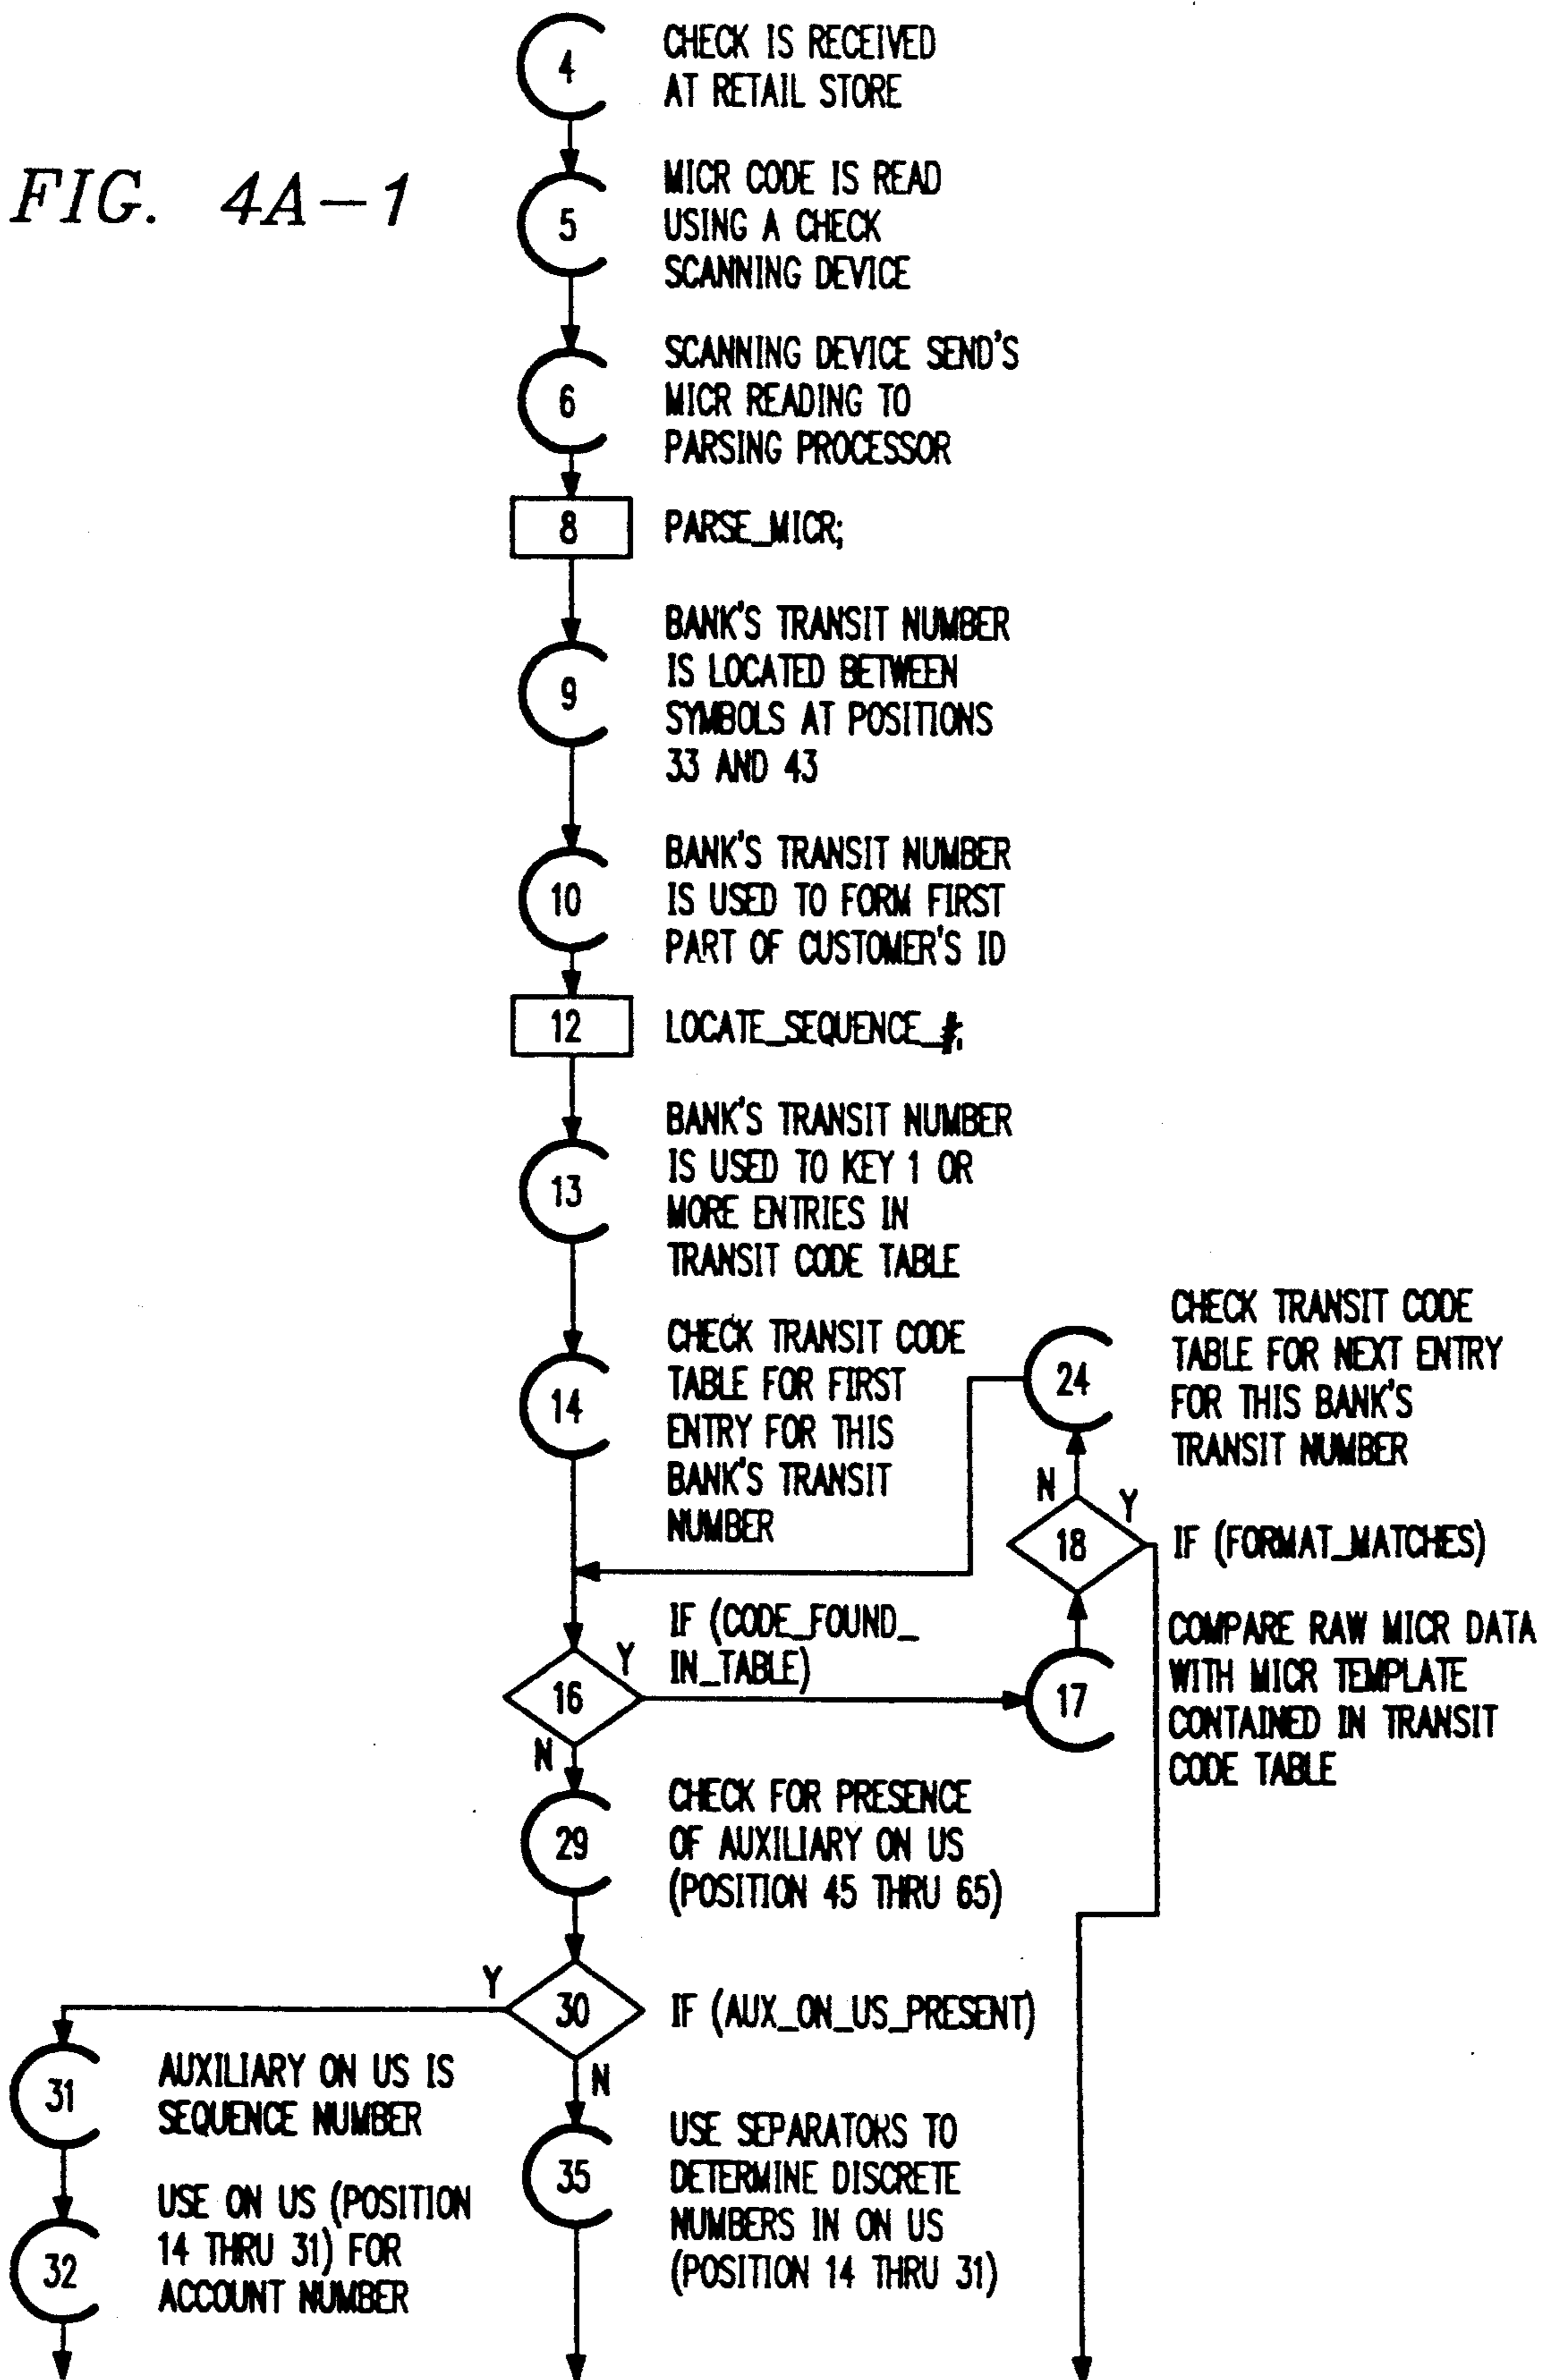 FIG. 4A-1
4
CHECK IS RECEIVED
AT RETAIL STORE
5
MICR CODE IS READ
USING A CHECK
SCANNING DEVICE
6
SCANNING DEVICE SEND'S
MICR READING TO
PARSING PROCESSOR
8
PARSE_MICR;
9
BANK'S TRANSIT NUMBER
IS LOCATED BETWEEN
SYMBOLS AT POSITIONS
33 AND 43
10
BANK'S TRANSIT NUMBER
IS USED TO FORM FIRST
PART OF CUSTOMER'S ID
12
LOCATE_SEQUENCE_#;
13
BANK'S TRANSIT NUMBER
IS USED TO KEY 1 OR
MORE ENTRIES IN
TRANSIT CODE TABLE
14
CHECK TRANSIT CODE
TABLE FOR FIRST
ENTRY FOR THIS
BANK'S TRANSIT
NUMBER
24
CHECK TRANSIT CODE
TABLE FOR NEXT ENTRY
FOR THIS BANK'S
TRANSIT NUMBER
N
Y
18
IF (FORMAT_MATCHES)
16
Y
IF (CODE_FOUND_
IN_TABLE)
17
COMPARE RAW MICR DATA
WITH MICR TEMPLATE
CONTAINED IN TRANSIT
CODE TABLE
N
29
CHECK FOR PRESENCE
OF AUXILIARY ON US
(POSITION 45 THRU 65)
Y
30
IF (AUX_ON_US_PRESENT)
N
31
AUXILIARY ON US IS
SEQUENCE NUMBER
32
USE ON US (POSITION
14 THRU 31) FOR
ACCOUNT NUMBER
35
USE SEPARATORS TO
DETERMINE DISCRETE
NUMBERS IN ON US
(POSITION 14 THRU 31)